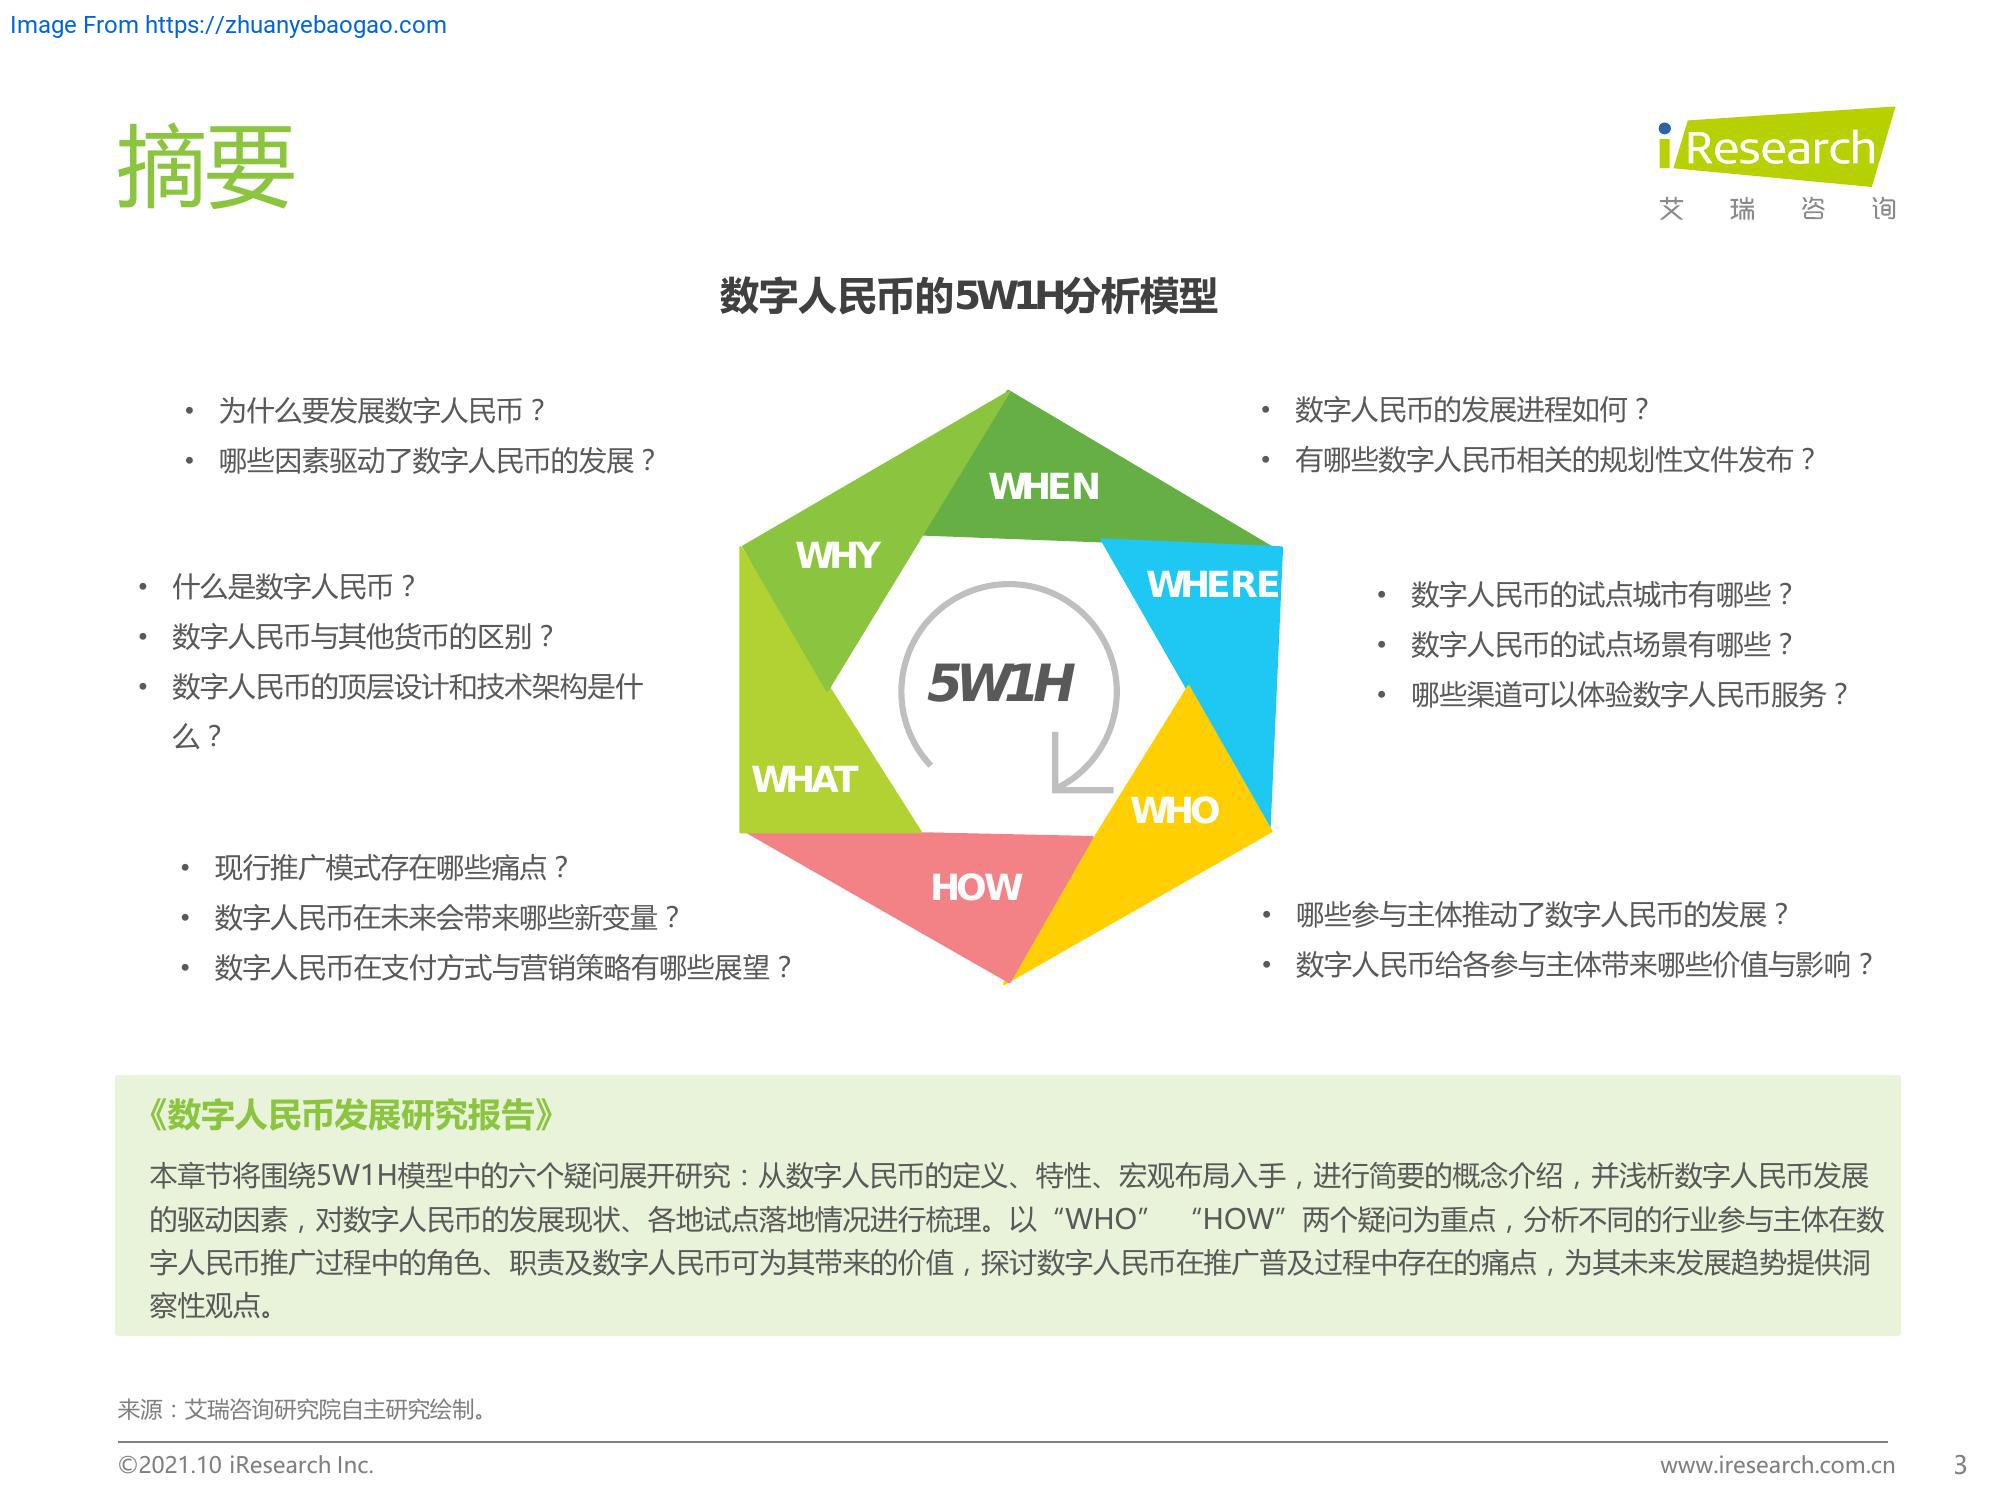 Image From https://zhuanyebaogao.com
摘要
iResearch
艾瑞咨询
数字人民币的5W1H分析模型
• 为什么要发展数字人民币？
• 哪些因素驱动了数字人民币的发展？
• 数字人民币的发展进程如何？
• 有哪些数字人民币相关的规划性文件发布？
WHEN
WHY
WHERE
• 什么是数字人民币？
• 数字人民币与其他货币的区别？
• 数字人民币的顶层设计和技术架构是什
么？
• 数字人民币的试点城市有哪些？
• 数字人民币的试点场景有哪些？
• 哪些渠道可以体验数字人民币服务？
5W1H
WHAT
WHO
HOW
• 现行推广模式存在哪些痛点？
• 数字人民币在未来会带来哪些新变量？
• 数字人民币在支付方式与营销策略有哪些展望？
• 哪些参与主体推动了数字人民币的发展？
• 数字人民币给各参与主体带来哪些价值与影响？
《数字人民币发展研究报告》
本章节将围绕5W1H模型中的六个疑问展开研究：从数字人民币的定义、特性、宏观布局入手，进行简要的概念介绍，并浅析数字人民币发展
的驱动因素，对数字人民币的发展现状、各地试点落地情况进行梳理。以“WHO” “HOW”两个疑问为重点，分析不同的行业参与主体在数
字人民币推广过程中的角色、职责及数字人民币可为其带来的价值，探讨数字人民币在推广普及过程中存在的痛点，为其未来发展趋势提供洞
察性观点。
来源：艾瑞咨询研究院自主研究绘制。
©2021.10 iResearch Inc.
www.iresearch.com.cn
3